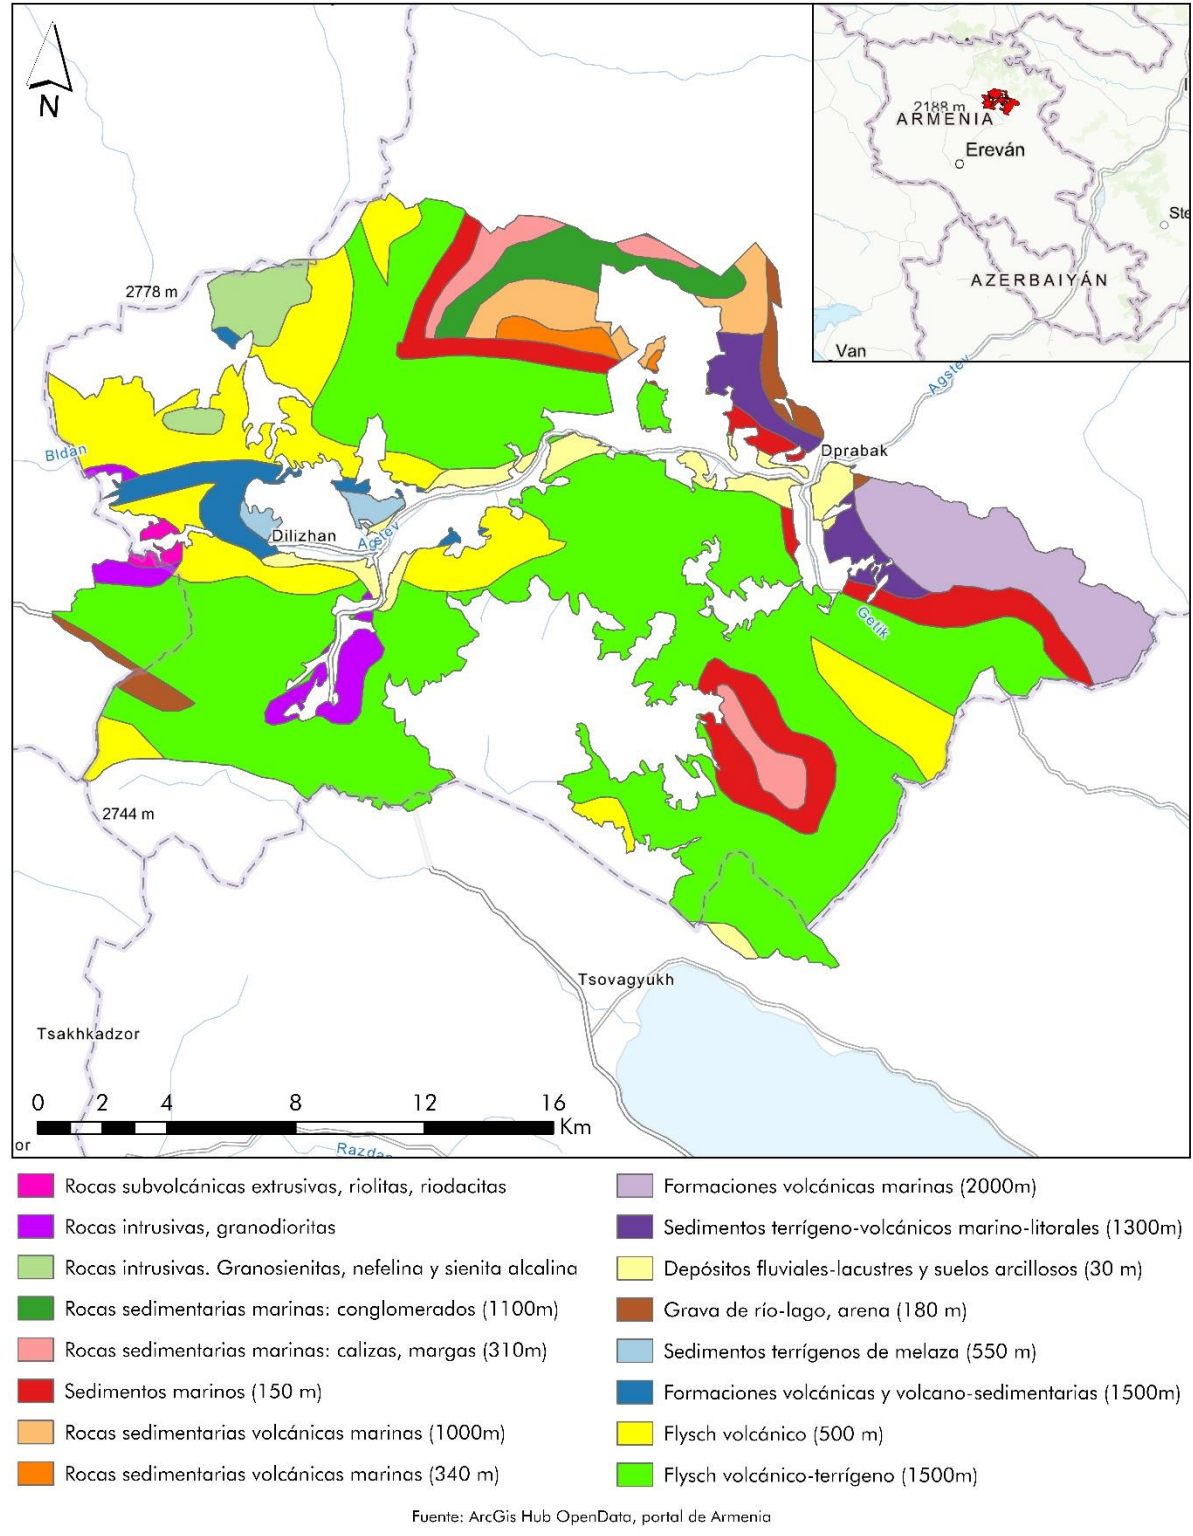 N
2188 m
ARMENIA
Ereván
Ste
AZERBAIYÁN
Van
2778 m
Agstev
Bldan
Dprabak
Dilizhan
Agstev
Getik
2744 m
Tsovagyukh
Tsakhkadzor
0 2 4 8 12 16
Km
or
Razdan
Rocas subvolcánicas extrusivas, riolitas, riodacitas
Rocas intrusivas, granodioritas
Rocas intrusivas. Granosienitas, nefelina y sienita alcalina
Rocas sedimentarias marinas: conglomerados (1100m)
Rocas sedimentarias marinas: calizas, margas (310m)
Sedimentos marinos (150 m)
Rocas sedimentarias volcánicas marinas (1000m)
Rocas sedimentarias volcánicas marinas (340 m)
Formaciones volcánicas marinas (2000m)
Sedimentos terrígeno-volcánicos marino-litorales (1300m)
Depósitos fluviales-lacustres y suelos arcillosos (30 m)
Grava de río-lago, arena (180 m)
Sedimentos terrígenos de melaza (550 m)
Formaciones volcánicas y volcano-sedimentarias (1500m)
Flysch volcánico (500 m)
Flysch volcánico-terrígeno (1500m)
Fuente: ArcGis Hub OpenData, portal de Armenia